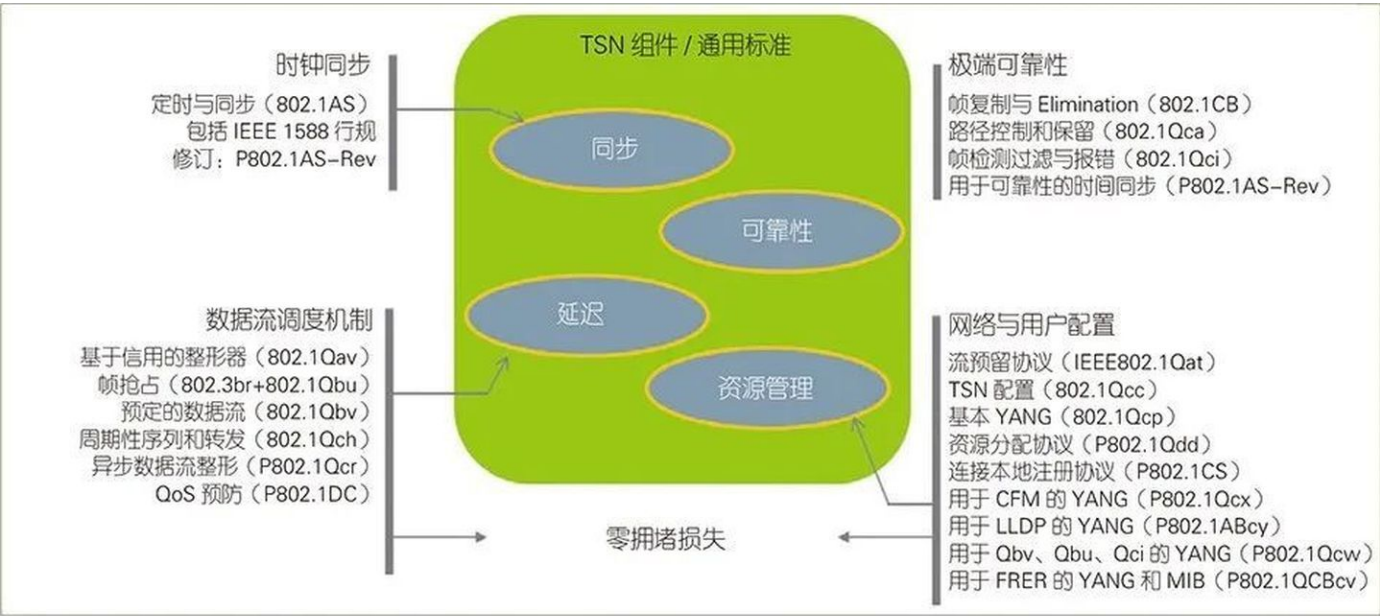 TSN 组件 / 通用标准
时钟同步
定时与同步（802.1AS）
包括 IEEE 1588 行规
修订：P802.1AS-Rev
同步
可靠性
延迟
资源管理
极端可靠性
帧复制与 Elimination（802.1CB）
路径控制和保留（802.1Qca）
帧检测过滤与报错（802.1Qci）
用于可靠性的时间同步（P802.1AS-Rev）
数据流调度机制
基于信用的整形器（802.1Qav）
帧抢占（802.3br+802.1Qbu）
预定的数据流（802.1Qbv）
周期性序列和转发（802.1Qch）
异步数据流整形（P802.1Qcr）
QoS 预防（P802.1DC）
网络与用户配置
流预留协议（IEEE802.1Qat）
TSN 配置（802.1Qcc）
基本 YANG（802.1Qcp）
资源分配协议（P802.1Qdd）
连接本地注册协议（P802.1CS）
用于 CFM 的 YANG（P802.1Qcx）
用于 LLDP 的 YANG（P802.1ABcy）
用于 Qbv、Qbu、Qci 的 YANG（P802.1Qcw）
用于 FRER 的 YANG 和 MIB（P802.1QCBcv）
零拥堵损失